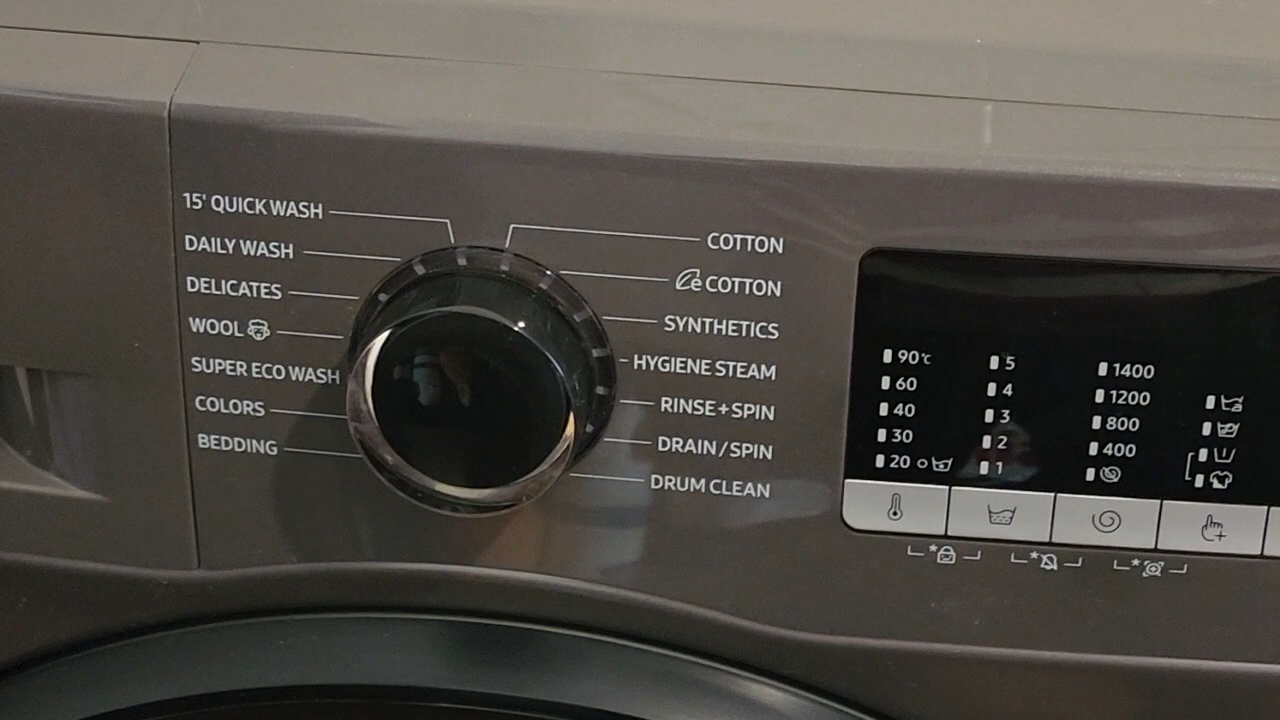 15' QUICK WASH
DAILY WASH
DELICATES
WOOL
SUPER ECO WASH
COLORS
BEDDING
COTTON
e COTTON
SYNTHETICS
HYGIENE STEAM
RINSE+SPIN
DRAIN/SPIN
DRUM CLEAN
90℃ 5 1400
60 4 1200
40 3 800
30 2 400
20 1